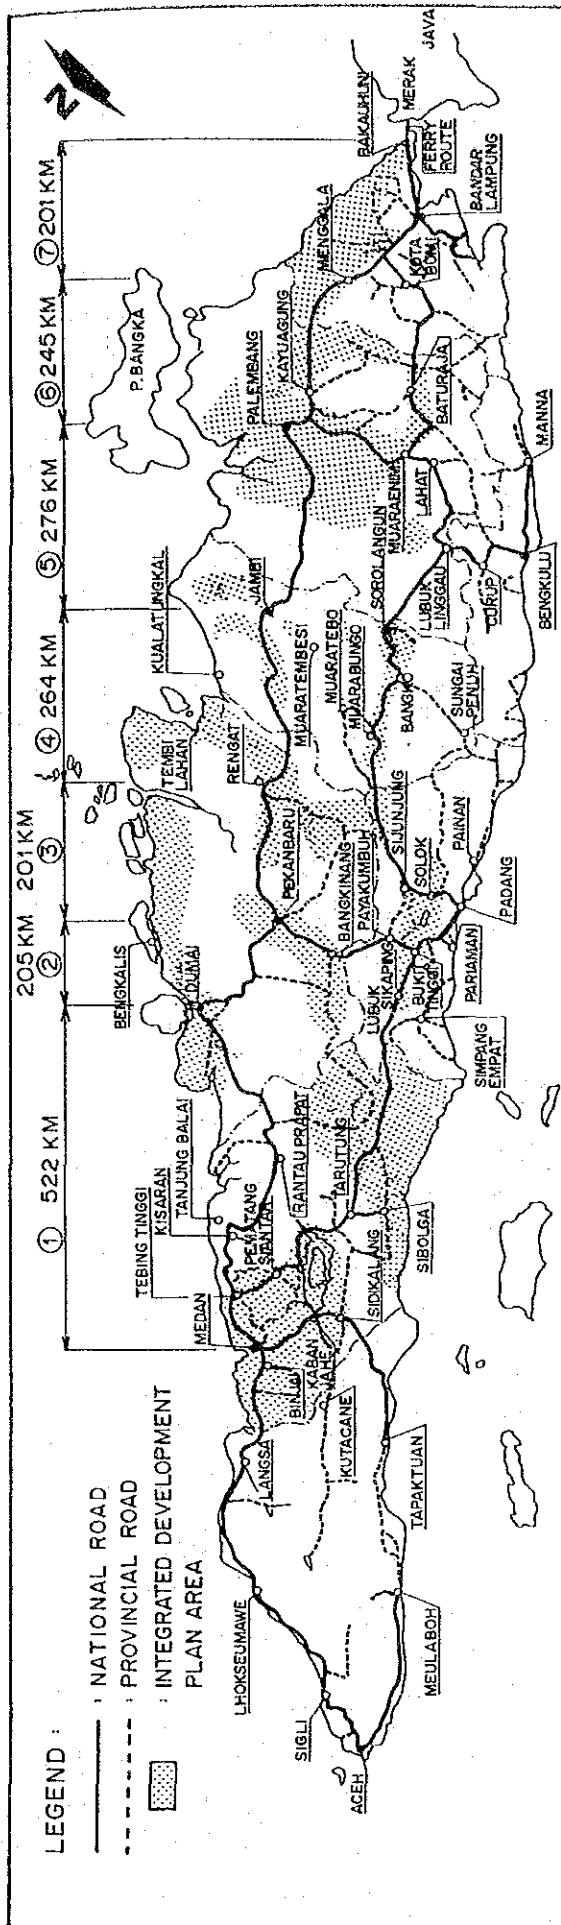 LEGEND :
: NATIONAL ROAD
: PROVINCIAL ROAD
: INTEGRATED DEVELOPMENT
PLAN AREA
① 522 KM
205 KM
②
201 KM
③
④ 264 KM
⑤ 276 KM
⑥ 245 KM
⑦ 201 KM
N
ACEH
SIGLI
LHOKSEUMAWE
MEULABOH
LANGSA
TAPAKTUAN
KUTACANE
BINJAI
KABAN
JAHE
MEDAN
SIDIKALANG
TEBING TINGGI
KISARAN
TANJUNG BALAI
PEMATANG
SIANTAR
RANTAU PRAPAT
TARUTUNG
SIBOLGA
BENGKALIS
DUMAI
SIMPANG
EMPAT
LUBUK
SIKAPING
BUKIT
TINGGI
PARIAMAN
BANGKINANG
PAYAKUMBUH
PEKANBARU
PADANG
SOLOK
SIJUNJUNG
PAINAN
TEMBI
LAHAN
RENGAT
KUALATUNGKAL
MUARATEMBESI
MUARATEBO
MUARABUNGO
BANGKO
SUNGAI
PENUH
JAMBI
SOROLANGUN
LUBUK
LINGGAU
CURUP
BENGKULU
MUARAENIM
LAHAT
MANNA
P. BANGKA
PALEMBANG
KAYUAGUNG
BATURAJA
MENGGALA
KOTA
BUMI
BANDAR
LAMPUNG
BAKAUHUNI
FERRY
ROUTE
MERAK
JAVA